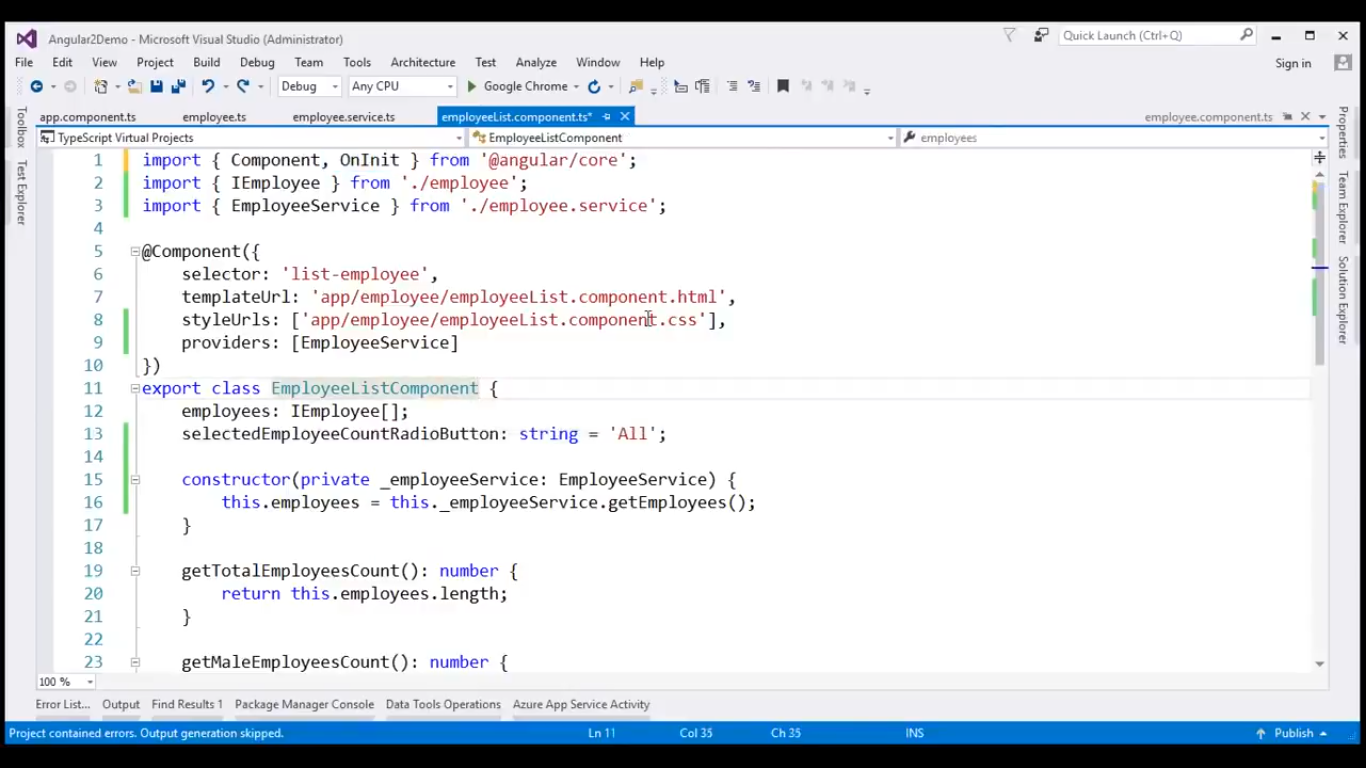 Angular2Demo - Microsoft Visual Studio (Administrator)
Quick Launch (Ctrl+Q)
File Edit View Project Build Debug Team Tools Architecture Test Analyze Window Help
Sign in
Debug Any CPU Google Chrome
app.component.ts employee.ts employee.service.ts employeeList.component.ts* employee.component.ts
TypeScript Virtual Projects EmployeeListComponent employees
Toolbox
Test Explorer
Properties
Team Explorer
Solution Explorer
1 import { Component, OnInit } from '@angular/core';
2 import { IEmployee } from './employee';
3 import { EmployeeService } from './employee.service';
4
5 @Component({
6 selector: 'list-employee',
7 templateUrl: 'app/employee/employeeList.component.html',
8 styleUrls: ['app/employee/employeeList.component.css'],
9 providers: [EmployeeService]
10 })
11 export class EmployeeListComponent {
12 employees: IEmployee[];
13 selectedEmployeeCountRadioButton: string = 'All';
14
15 constructor(private _employeeService: EmployeeService) {
16 this.employees = this._employeeService.getEmployees();
17 }
18
19 getTotalEmployeesCount(): number {
20 return this.employees.length;
21 }
22
23 getMaleEmployeesCount(): number {
100 %
Error List... Output Find Results 1 Package Manager Console Data Tools Operations Azure App Service Activity
Project contained errors. Output generation skipped. Ln 11 Col 35 Ch 35 INS Publish